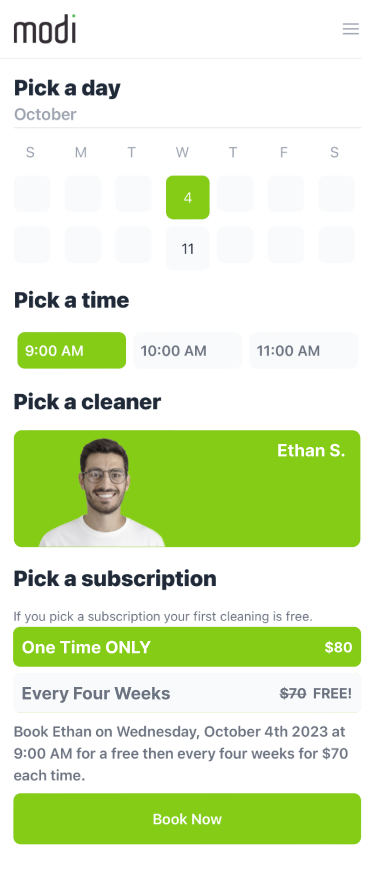 modi
Pick a day
October
S M T W T F S
4
11
Pick a time
9:00 AM 10:00 AM 11:00 AM
Pick a cleaner
Ethan S.
Pick a subscription
If you pick a subscription your first cleaning is free.
One Time ONLY $80
Every Four Weeks $70 FREE!
Book Ethan on Wednesday, October 4th 2023 at
9:00 AM for a free then every four weeks for $70
each time.
Book Now